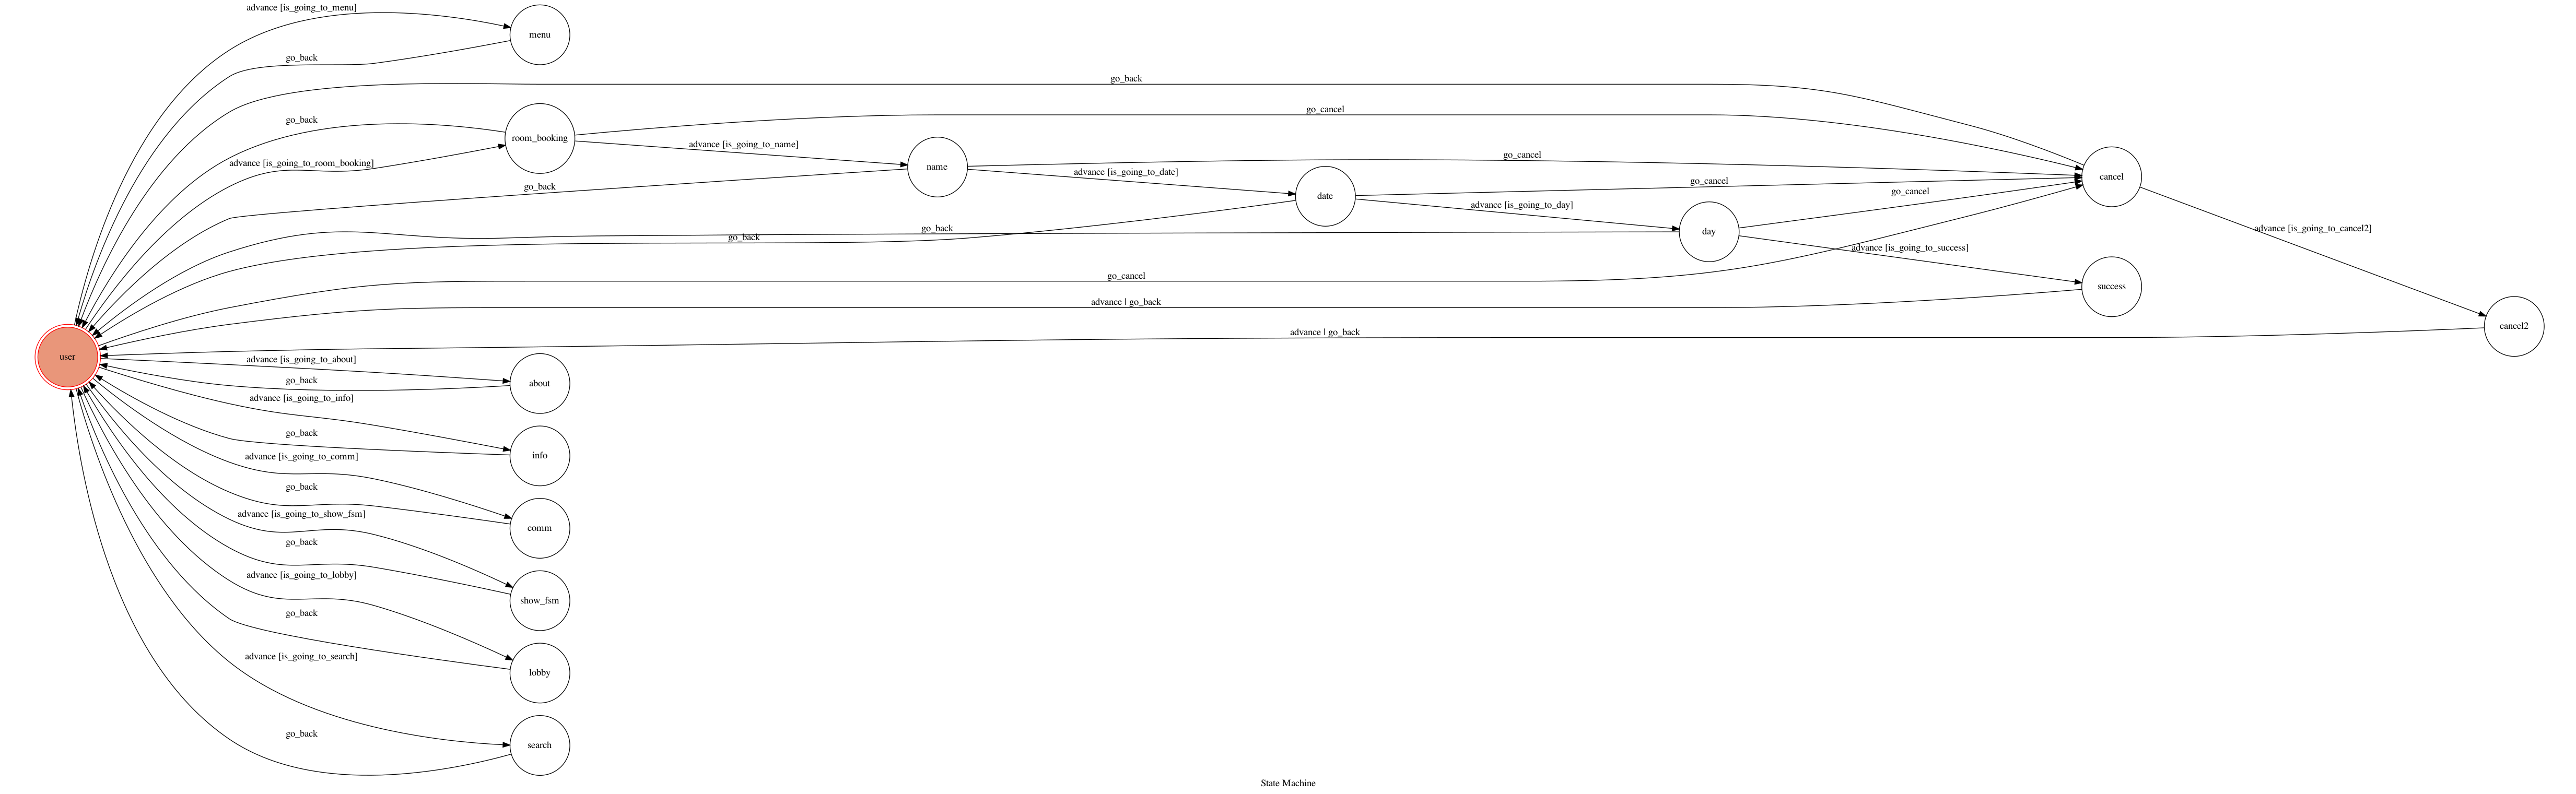 advance [is_going_to_menu]
menu
go_back
go_back
go_cancel
go_back
room_booking
advance [is_going_to_name]
advance [is_going_to_room_booking]
name
go_cancel
advance [is_going_to_date]
go_back
date
go_cancel
go_cancel
cancel
advance [is_going_to_day]
go_back
go_back
day
advance [is_going_to_cancel2]
advance [is_going_to_success]
go_cancel
success
advance | go_back
advance | go_back
cancel2
user
advance [is_going_to_about]
go_back
about
advance [is_going_to_info]
go_back
info
advance [is_going_to_comm]
go_back
comm
advance [is_going_to_show_fsm]
go_back
show_fsm
advance [is_going_to_lobby]
go_back
lobby
advance [is_going_to_search]
go_back
search
State Machine